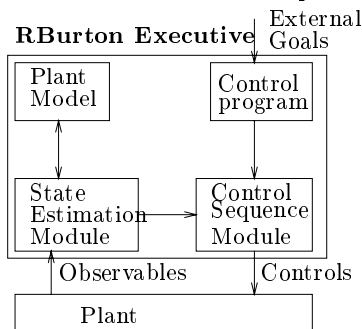 External
Goals
RBurton Executive
Plant
Model
Control
program
State
Estimation
Module
Control
Sequence
Module
Observables
Controls
Plant